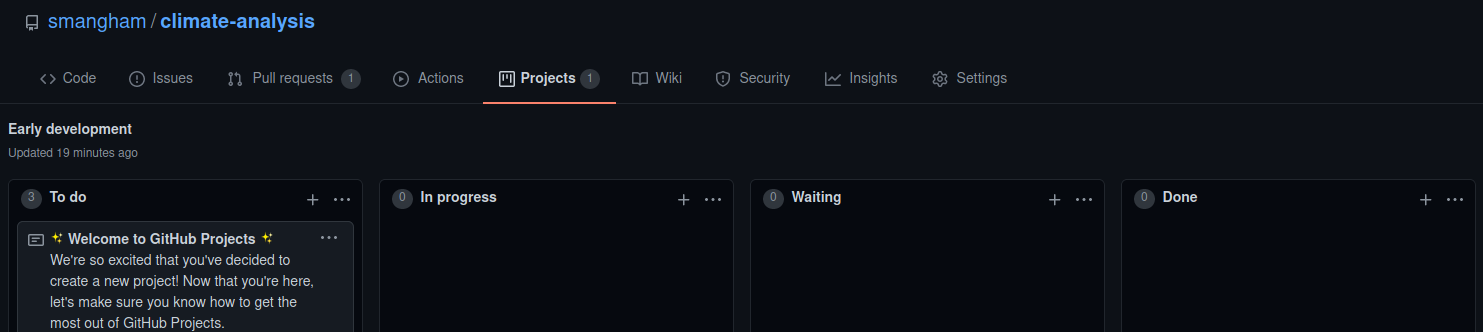 smangham / climate-analysis
Code Issues Pull requests 1 Actions Projects 1 Wiki Security Insights Settings
Early development
Updated 19 minutes ago
3 To do 0 In progress 0 Waiting 0 Done
✨ Welcome to GitHub Projects ✨
We're so excited that you've decided to
create a new project! Now that you're here,
let's make sure you know how to get the
most out of GitHub Projects.